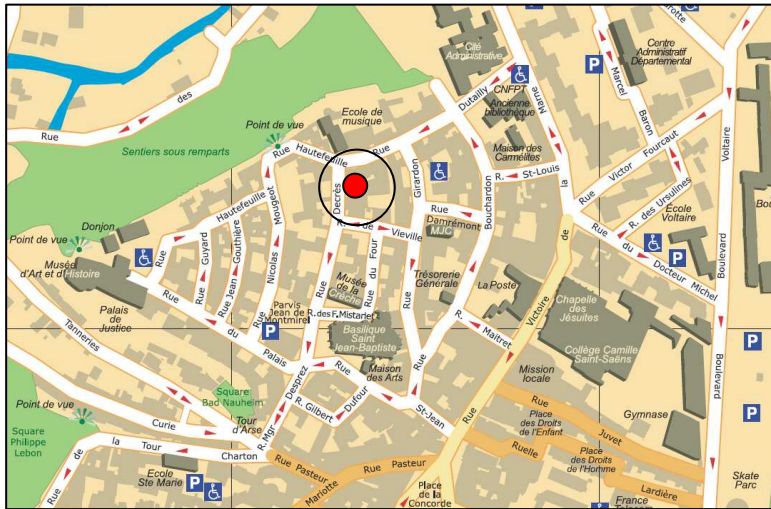 Cité
Administrative
Centre
Administratif
Départemental
P
Marcel
Baron
Voltaire
CNFPT
Ancienne
bibliothèque
Marne
Dutailly
Ecole de
musique
Point de vue
Rue des
Sentiers sous remparts
Rue Hautefeuille
Rue
Maison des
Carmélites
R. St-Louis
la
Rue Victor Fourcaut
R. des Ursulines
Ecole
Voltaire
P
Rue du Docteur Michel
Boulevard
Girardon
Bouchardon
Decrès
Rue
Damrémont
MJC
R. de Vieville
Rue du Four
Mougeot
Nicolas
Rue
Hautefeuille
Rue
Guyard
Rue
Rue Jean Gouthière
Donjon
Point de vue
Musée
d'Art et d'Histoire
Palais
de
Justice
Rue du Palais
Tanneries
Musée
de la
Crèche
Trésorerie
Générale
La Poste
de
Victoire
Rue
Chapelle
des
Jésuites
Parvis
Jean de
Montmirel
R. des F. Mistarlet
P
Basilique
Saint
Jean-Baptiste
R. Maitret
Rue
Collège Camille
Saint-Saëns
P
Boulevard
Maison
des Arts
Mission
locale
Rue
Desprez
R. Mgr
R. Gilbert Dufour
St-Jean
Square
Bad Nauheim
Tour
d'Arse
Point de vue
Square
Philippe
Lebon
Curie
Rue de la Tour Charton
Ecole
Ste Marie
P
Rue Pasteur
Rue Pasteur
Mariotte
Place
de la
Concorde
Place
des Droits
de l'Enfant
Ruelle
Rue Juvet
Gymnase
P
Place
des Droits
de l'Homme
Lardière
France
Skate
Parc